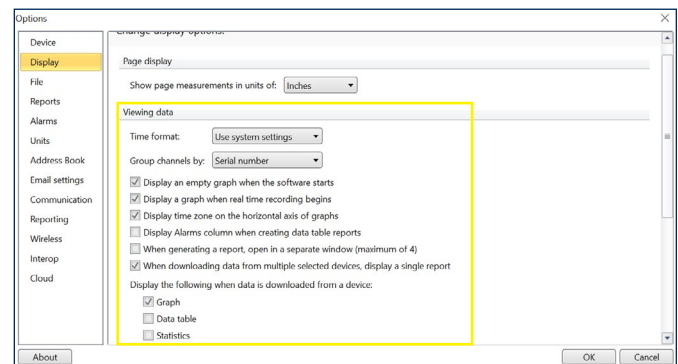 Options
Device
Display
File
Reports
Alarms
Units
Address Book
Email settings
Communication
Reporting
Wireless
Interop
Cloud
Change display options.
Page display
Show page measurements in units of: Inches
Viewing data
Time format: Use system settings
Group channels by: Serial number
Display an empty graph when the software starts
Display a graph when real time recording begins
Display time zone on the horizontal axis of graphs
Display Alarms column when creating data table reports
When generating a report, open in a separate window (maximum of 4)
When downloading data from multiple selected devices, display a single report
Display the following when data is downloaded from a device:
Graph
Data table
Statistics
About
OK Cancel